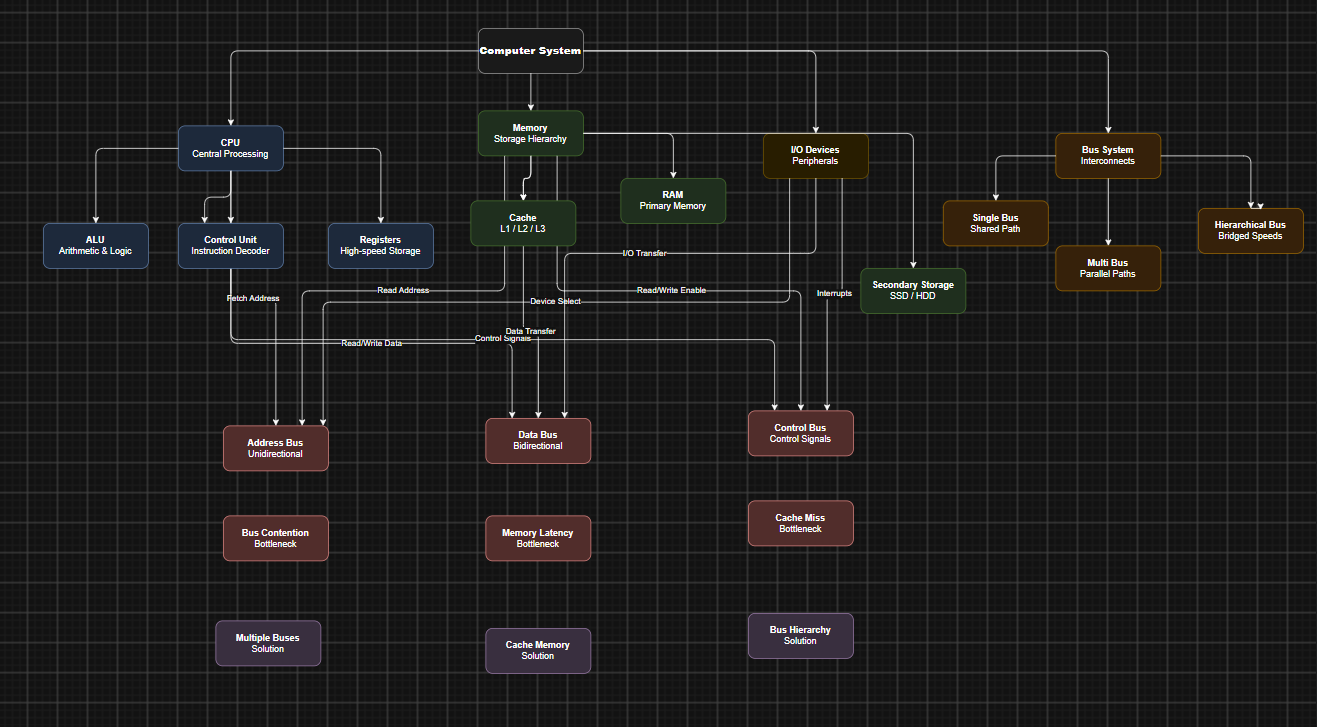 Computer System
CPU
Central Processing
Memory
Storage Hierarchy
I/O Devices
Peripherals
Bus System
Interconnects
ALU
Arithmetic & Logic
Control Unit
Instruction Decoder
Registers
High-speed Storage
Cache
L1 / L2 / L3
RAM
Primary Memory
Secondary Storage
SSD / HDD
Single Bus
Shared Path
Multi Bus
Parallel Paths
Hierarchical Bus
Bridged Speeds
I/O Transfer
Fetch Address
Read Address
Device Select
Read/Write Enable
Interrupts
Data Transfer
Control Signals
Read/Write Data
Address Bus
Unidirectional
Data Bus
Bidirectional
Control Bus
Control Signals
Bus Contention
Bottleneck
Memory Latency
Bottleneck
Cache Miss
Bottleneck
Multiple Buses
Solution
Cache Memory
Solution
Bus Hierarchy
Solution